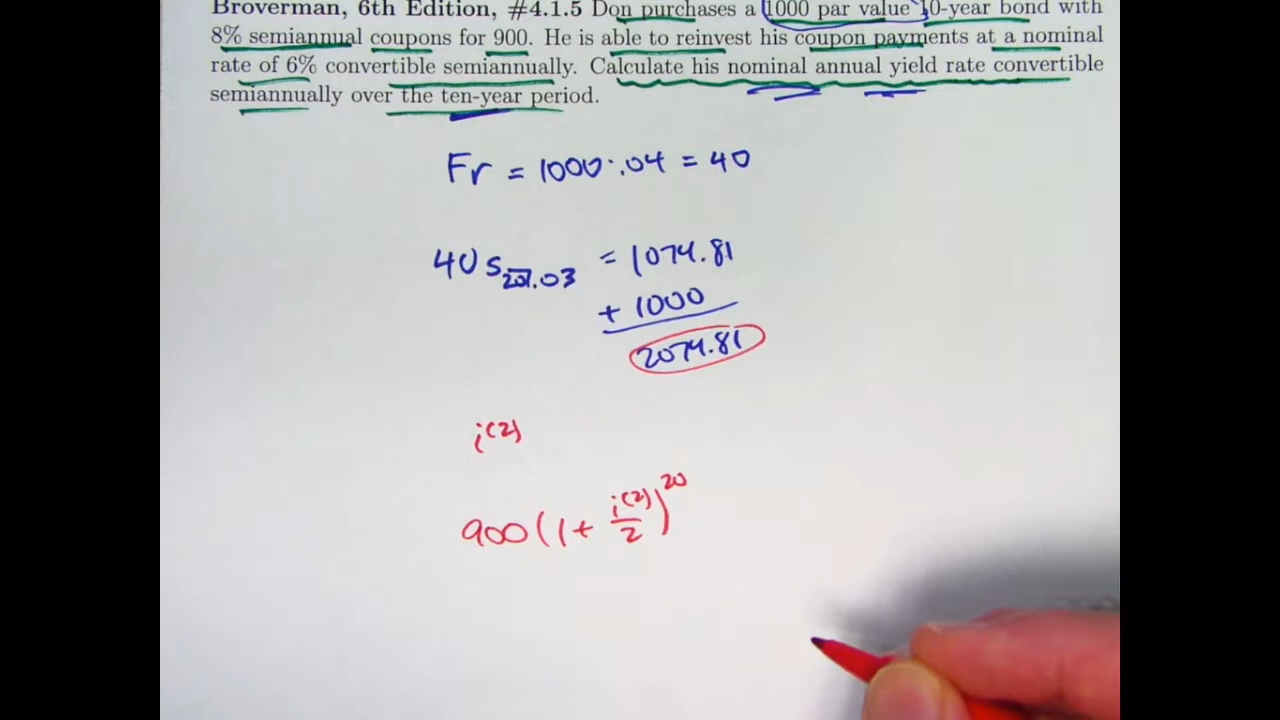 Broverman, 6th Edition, #4.1.5 Don purchases a 1000 par value 10-year bond with
8% semiannual coupons for 900. He is able to reinvest his coupon payments at a nominal
rate of 6% convertible semiannually. Calculate his nominal annual yield rate convertible
semiannually over the ten-year period.
Fr = 1000 · .04 = 40
40 s 20 .03 = 1074.81
+ 1000
2074.81
i^(2)
900 (1 + i^(2)/2)^20